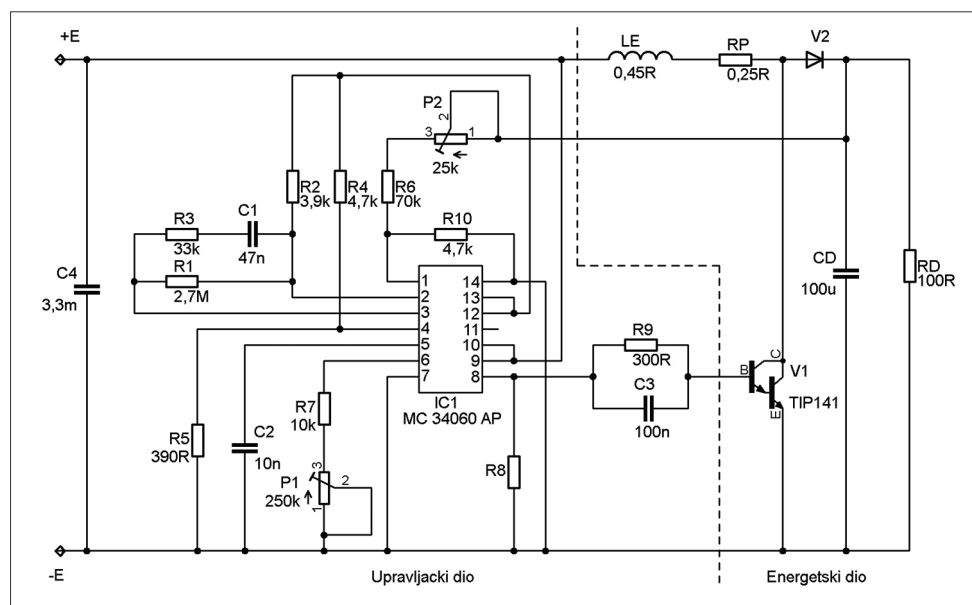 +E
LE
0,45R
RP
0,25R
V2
P2
2
3
1
25k
R2
3,9k
R4
4,7k
R6
70k
R10
4,7k
R3
33k
C1
47n
R1
2,7M
C4
3,3m
1
2
3
4
5
6
7
14
13
12
11
10
9
8
IC1
MC 34060 AP
CD
100u
RD
100R
R9
300R
C3
100n
B
C
E
V1
TIP141
R7
10k
R5
390R
C2
10n
P1
250k
3
2
1
R8
-E
Upravljacki dio
Energetski dio